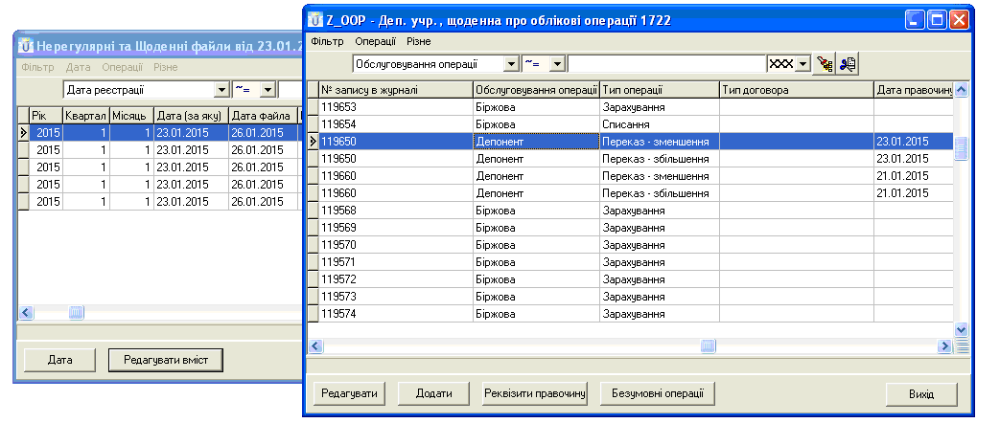 Нерегулярні та Щоденні файли від 23.01.2
Фільтр Дата Операції Різне
Дата реєстрації ~=
Рік Квартал Місяць Дата (за яку) Дата файла
2015 1 1 23.01.2015 26.01.2015
2015 1 1 23.01.2015 26.01.2015
2015 1 1 23.01.2015 26.01.2015
2015 1 1 23.01.2015 26.01.2015
2015 1 1 23.01.2015 26.01.2015
Дата Редагувати вміст
Z_OOP - Деп. учр., щоденна про облікові операції 1722
Фільтр Операції Різне
Обслуговування операції ~= XXX
№ запису в журналі Обслуговування операції Тип операції Тип договора Дата правочину
119653 Біржова Зарахування
119654 Біржова Списання
119650 Депонент Переказ - зменшення 23.01.2015
119650 Депонент Переказ - збільшення 23.01.2015
119660 Депонент Переказ - зменшення 21.01.2015
119660 Депонент Переказ - збільшення 21.01.2015
119568 Біржова Зарахування
119569 Біржова Зарахування
119570 Біржова Зарахування
119571 Біржова Зарахування
119572 Біржова Зарахування
119573 Біржова Зарахування
119574 Біржова Зарахування
Редагувати Додати Реквізити правочину Безумовні операції Вихід